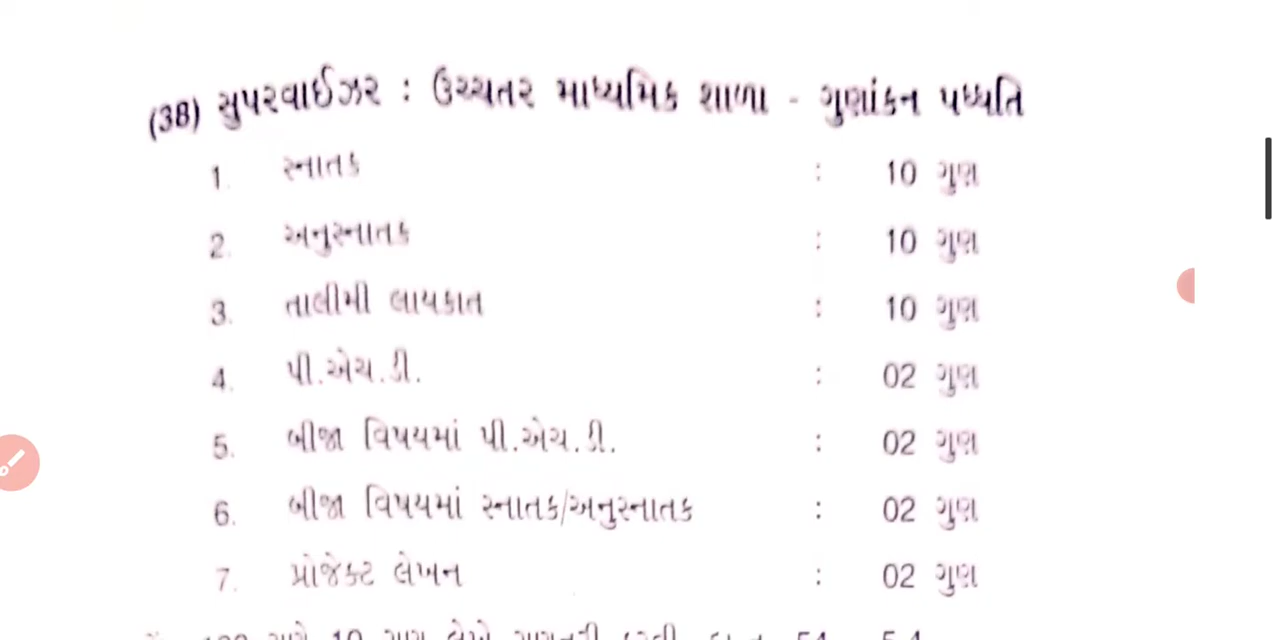 (38) સુપરવાઈઝર : ઉચ્ચતર માધ્યમિક શાળા - ગુણાંકન પધ્ધતિ
1. સ્નાતક : 10 ગુણ
2. અનુસ્નાતક : 10 ગુણ
3. તાલીમી લાયકાત : 10 ગુણ
4. પી.એચ.ડી. : 02 ગુણ
5. બીજા વિષયમાં પી.એચ.ડી. : 02 ગુણ
6. બીજા વિષયમાં સ્નાતક/અનુસ્નાતક : 02 ગુણ
7. પ્રોજેક્ટ લેખન : 02 ગુણ